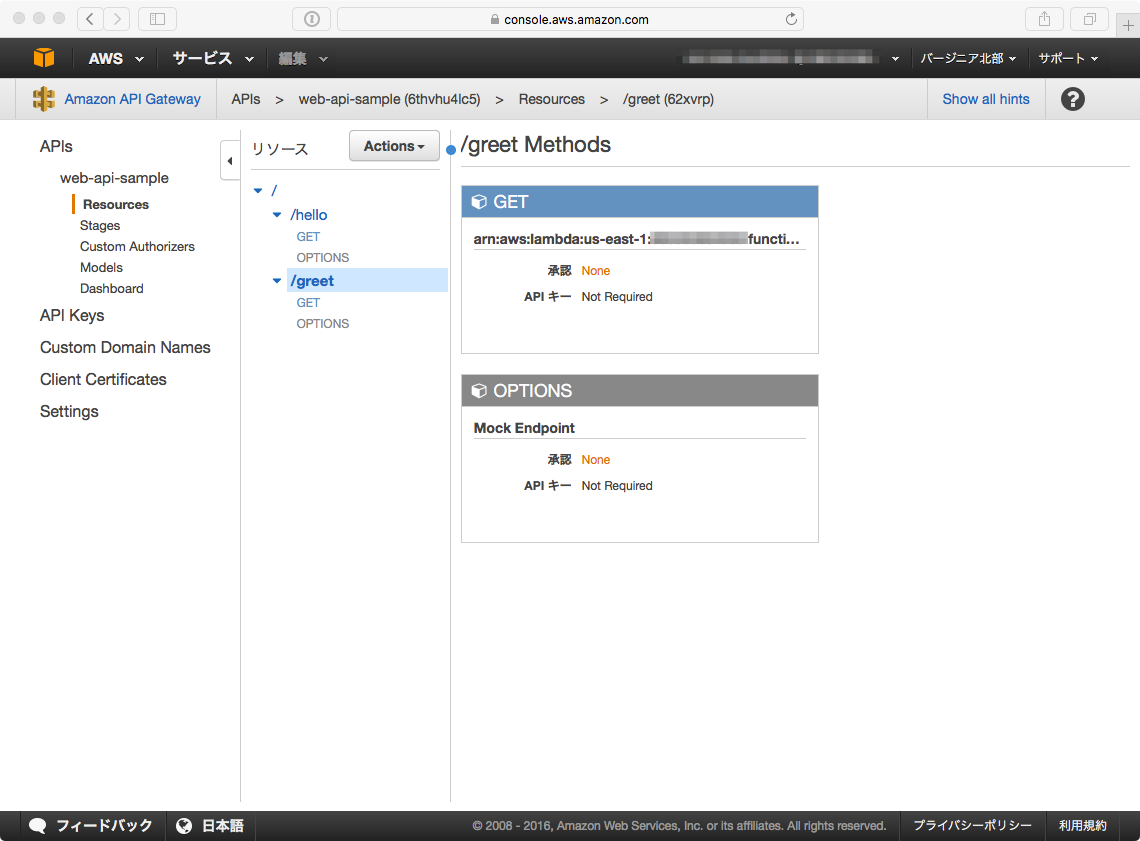 console.aws.amazon.com
AWS サービス 編集 バージニア北部 サポート
Amazon API Gateway APIs > web-api-sample (6thvhu4lc5) > Resources > /greet (62xvrp) Show all hints ?
APIs
web-api-sample
Resources
Stages
Custom Authorizers
Models
Dashboard
API Keys
Custom Domain Names
Client Certificates
Settings
リソース Actions
/
/hello
GET
OPTIONS
/greet
GET
OPTIONS
/greet Methods
GET
arn:aws:lambda:us-east-1: functi...
承認 None
API キー Not Required
OPTIONS
Mock Endpoint
承認 None
API キー Not Required
フィードバック 日本語 © 2008 - 2016, Amazon Web Services, Inc. or its affiliates. All rights reserved. プライバシーポリシー 利用規約